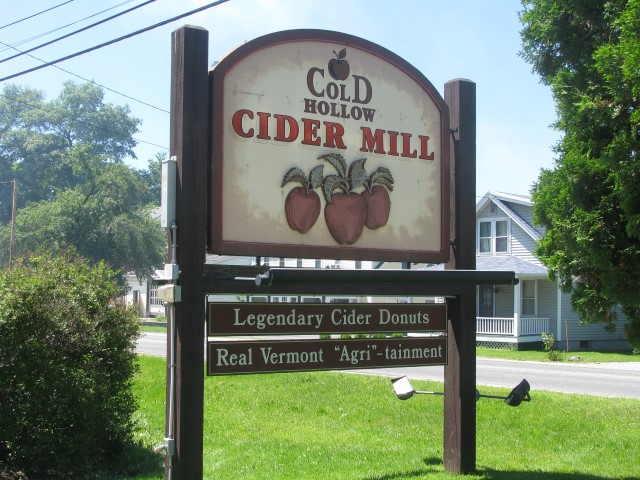 COLD
HOLLOW
CIDER MILL
Legendary Cider Donuts
Real Vermont "Agri"-tainment